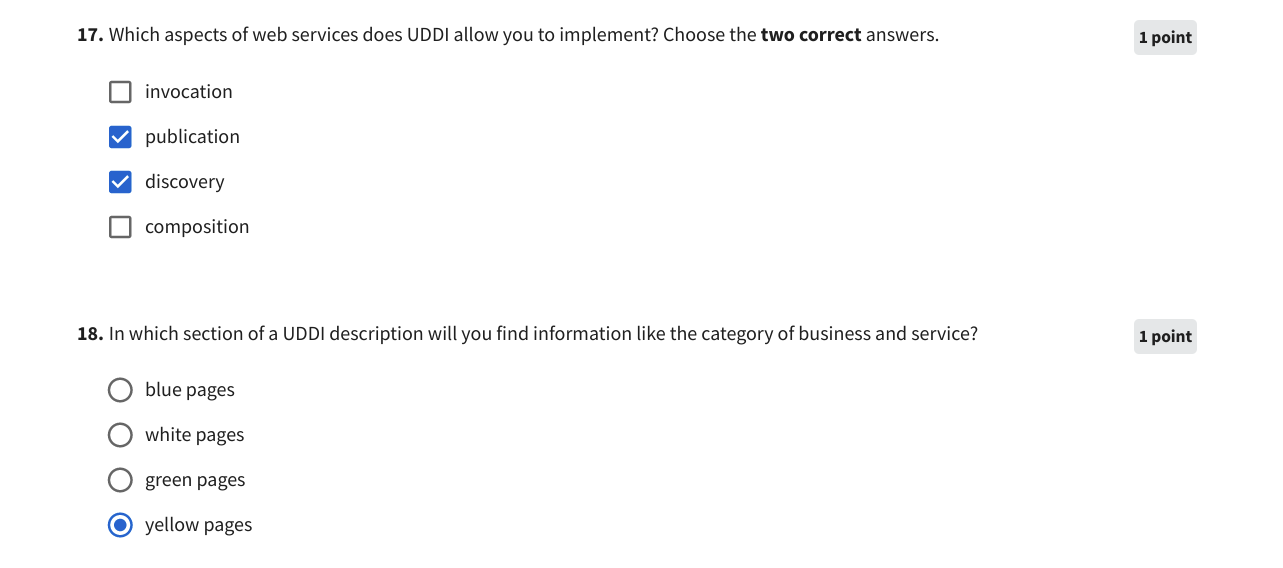 17. Which aspects of web services does UDDI allow you to implement? Choose the two correct answers.
1 point
invocation
publication
discovery
composition
18. In which section of a UDDI description will you find information like the category of business and service?
1 point
blue pages
white pages
green pages
yellow pages